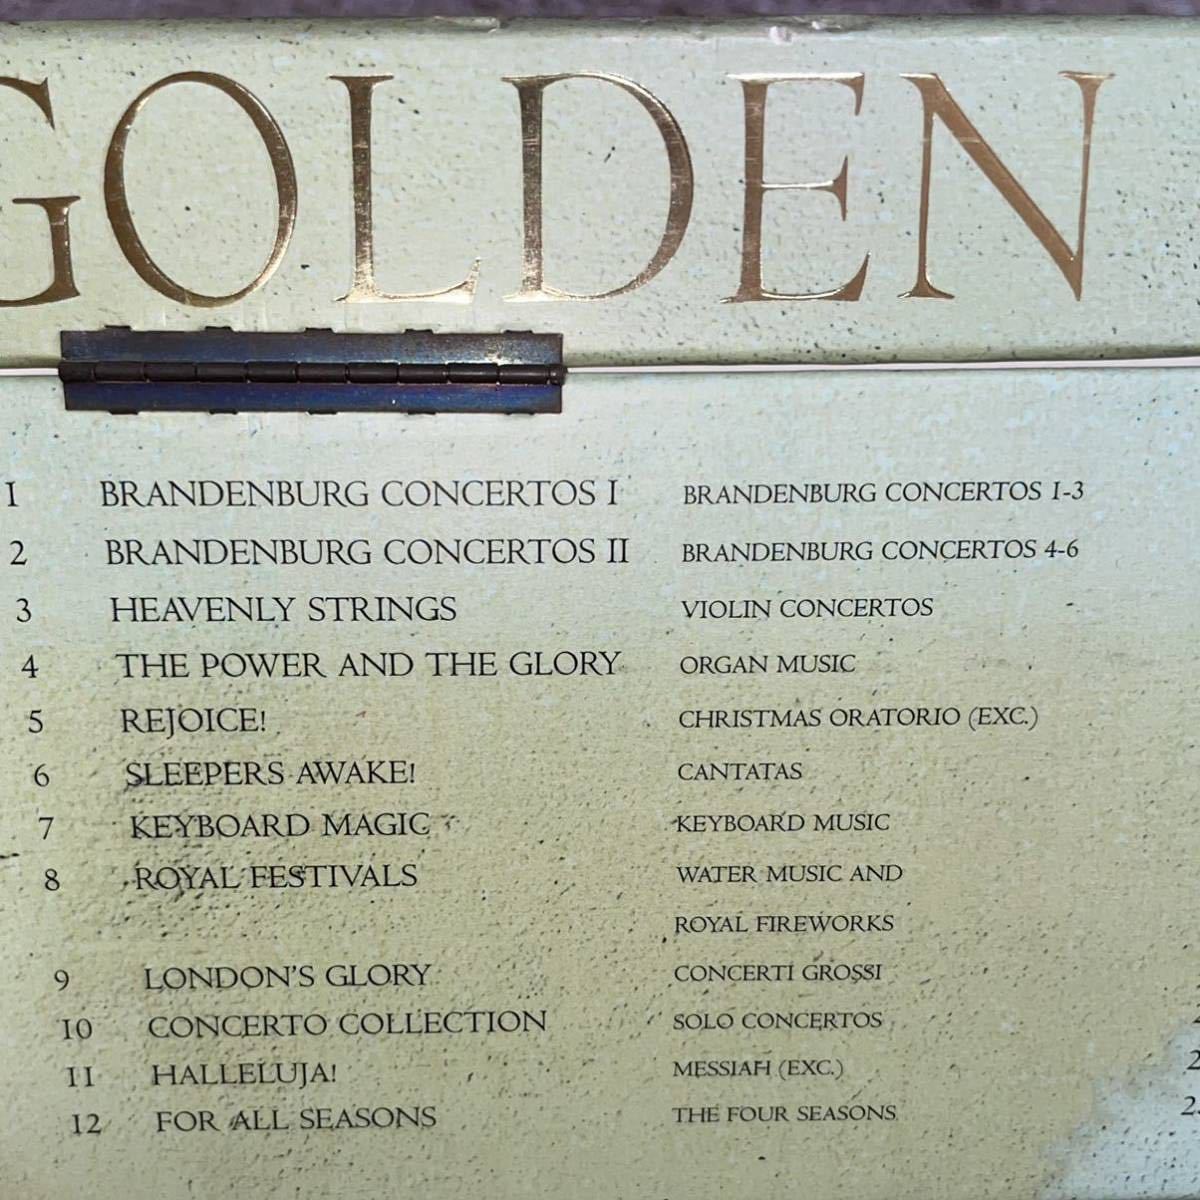 GOLDEN
1 BRANDENBURG CONCERTOS I BRANDENBURG CONCERTOS 1-3
2 BRANDENBURG CONCERTOS II BRANDENBURG CONCERTOS 4-6
3 HEAVENLY STRINGS VIOLIN CONCERTOS
4 THE POWER AND THE GLORY ORGAN MUSIC
5 REJOICE! CHRISTMAS ORATORIO (EXC.)
6 SLEEPERS AWAKE! CANTATAS
7 KEYBOARD MAGIC KEYBOARD MUSIC
8 ROYAL FESTIVALS WATER MUSIC AND
ROYAL FIREWORKS
9 LONDON'S GLORY CONCERTI GROSSI
10 CONCERTO COLLECTION SOLO CONCERTOS
11 HALLELUJA! MESSIAH (EXC.)
12 FOR ALL SEASONS THE FOUR SEASONS